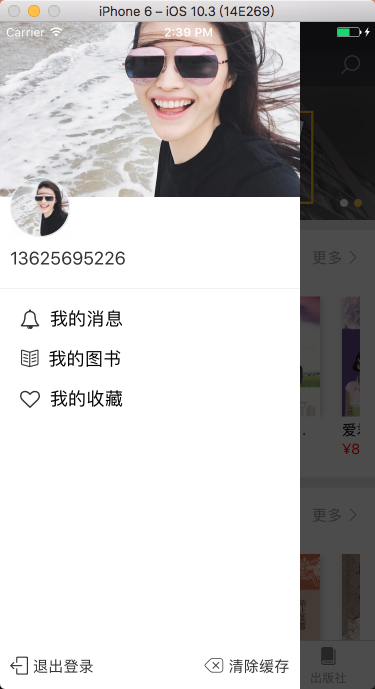 iPhone 6 – iOS 10.3 (14E269)
Carrier 2:39 PM
13625695226
更多
我的消息
我的图书
我的收藏
¥8
更多
出版社
退出登录 清除缓存